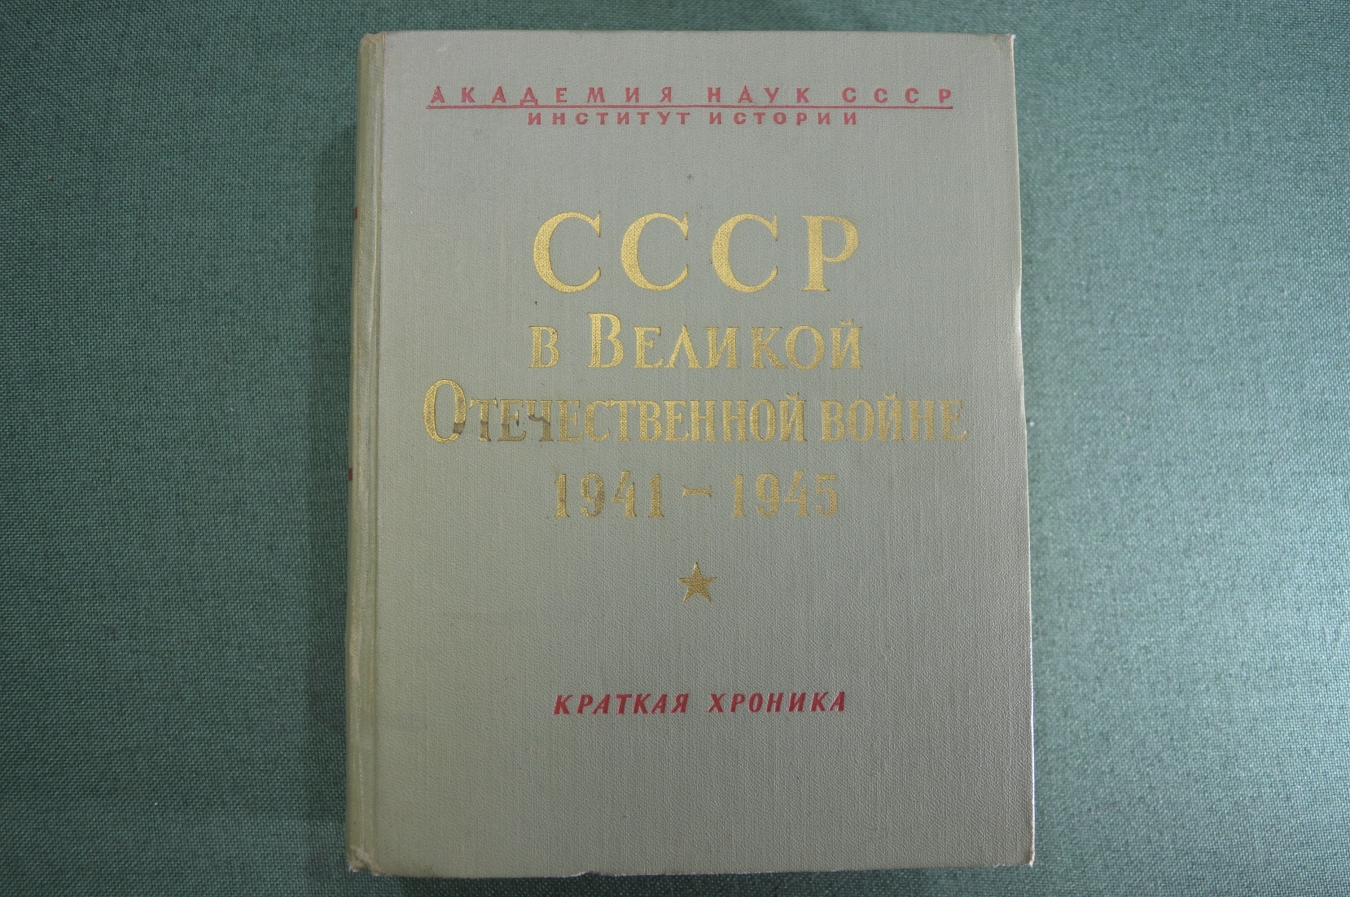 АКАДЕМИЯ НАУК СССР
ИНСТИТУТ ИСТОРИИ
СССР
В ВЕЛИКОЙ
ОТЕЧЕСТВЕННОЙ ВОЙНЕ
1941-1945
КРАТКАЯ ХРОНИКА